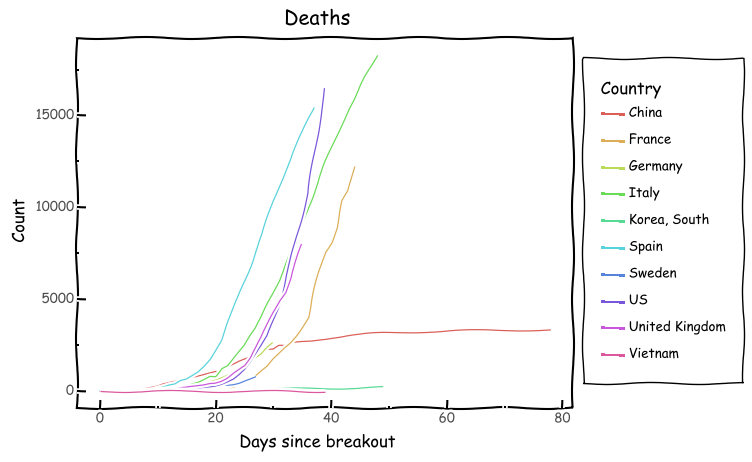 Deaths
Country
China
France
Germany
Italy
Korea, South
Spain
Sweden
US
United Kingdom
Vietnam
Count
15000
10000
5000
0
0 20 40 60 80
Days since breakout